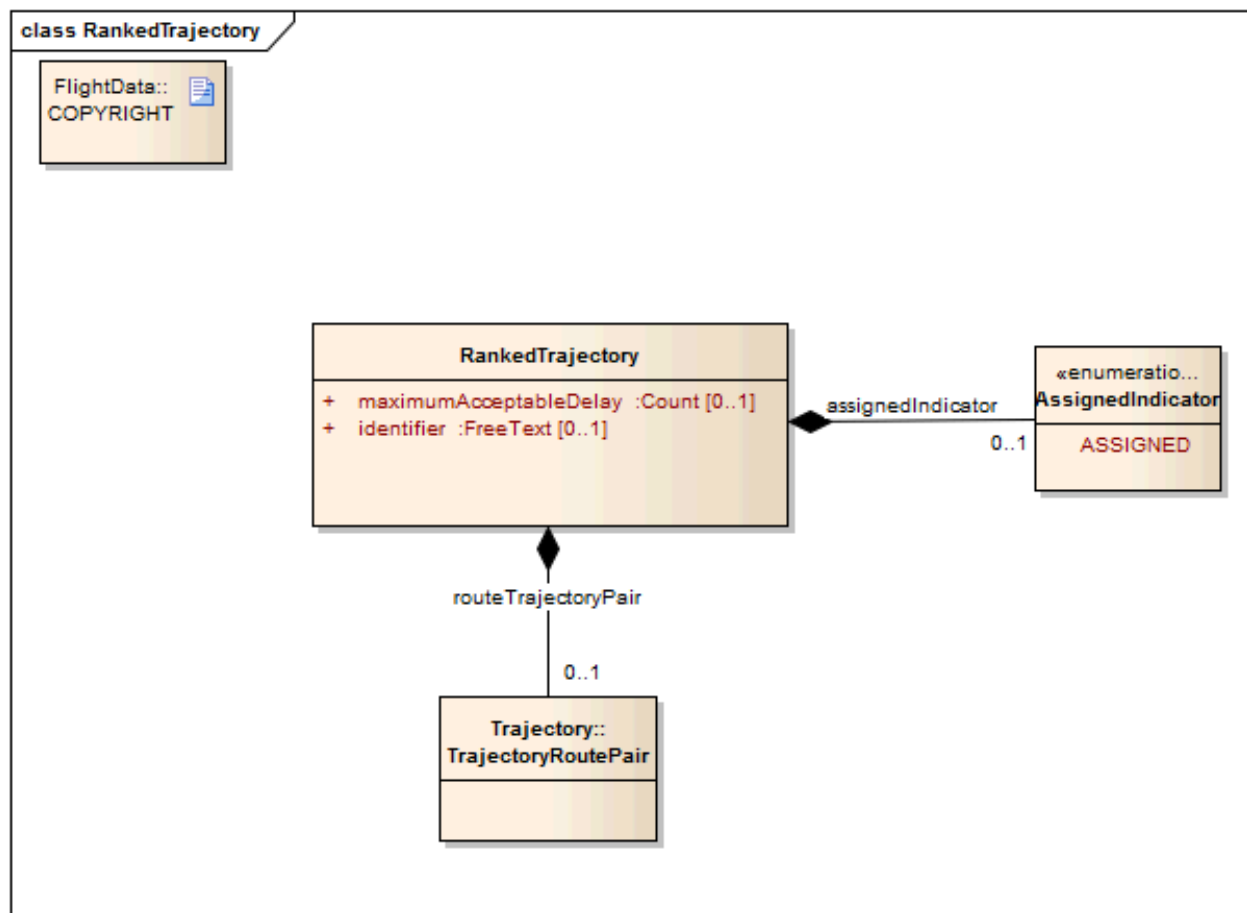 class RankedTrajectory
FlightData::
COPYRIGHT
RankedTrajectory
+ maximumAcceptableDelay :Count [0..1]
+ identifier :FreeText [0..1]
assignedIndicator
0..1
«enumeratio...
AssignedIndicator
ASSIGNED
routeTrajectoryPair
0..1
Trajectory::
TrajectoryRoutePair